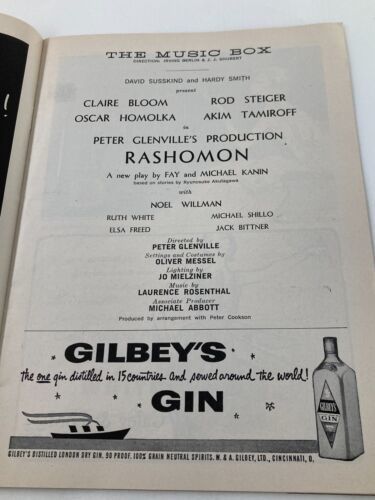 !
THE MUSIC BOX
DIRECTION: IRVING BERLIN & J. J. SHUBERT
DAVID SUSSKIND and HARDY SMITH
present
CLAIRE BLOOM ROD STEIGER
OSCAR HOMOLKA AKIM TAMIROFF
in
PETER GLENVILLE'S PRODUCTION
RASHOMON
A new play by FAY and MICHAEL KANIN
based on stories by Ryunosuke Akutagawa
with
NOEL WILLMAN
RUTH WHITE MICHAEL SHILLO
ELSA FREED JACK BITTNER
Directed by
PETER GLENVILLE
Settings and Costumes by
OLIVER MESSEL
Lighting by
JO MIELZINER
Music by
LAURENCE ROSENTHAL
Associate Producer
MICHAEL ABBOTT
Produced by arrangement with Peter Cookson
GILBEY'S
the one gin distilled in 15 countries and served around the world!
GIN
GILBEY'S
GIN
GILBEY'S DISTILLED LONDON DRY GIN. 90 PROOF. 100% GRAIN NEUTRAL SPIRITS. W. & A. GILBEY, LTD., CINCINNATI, O.